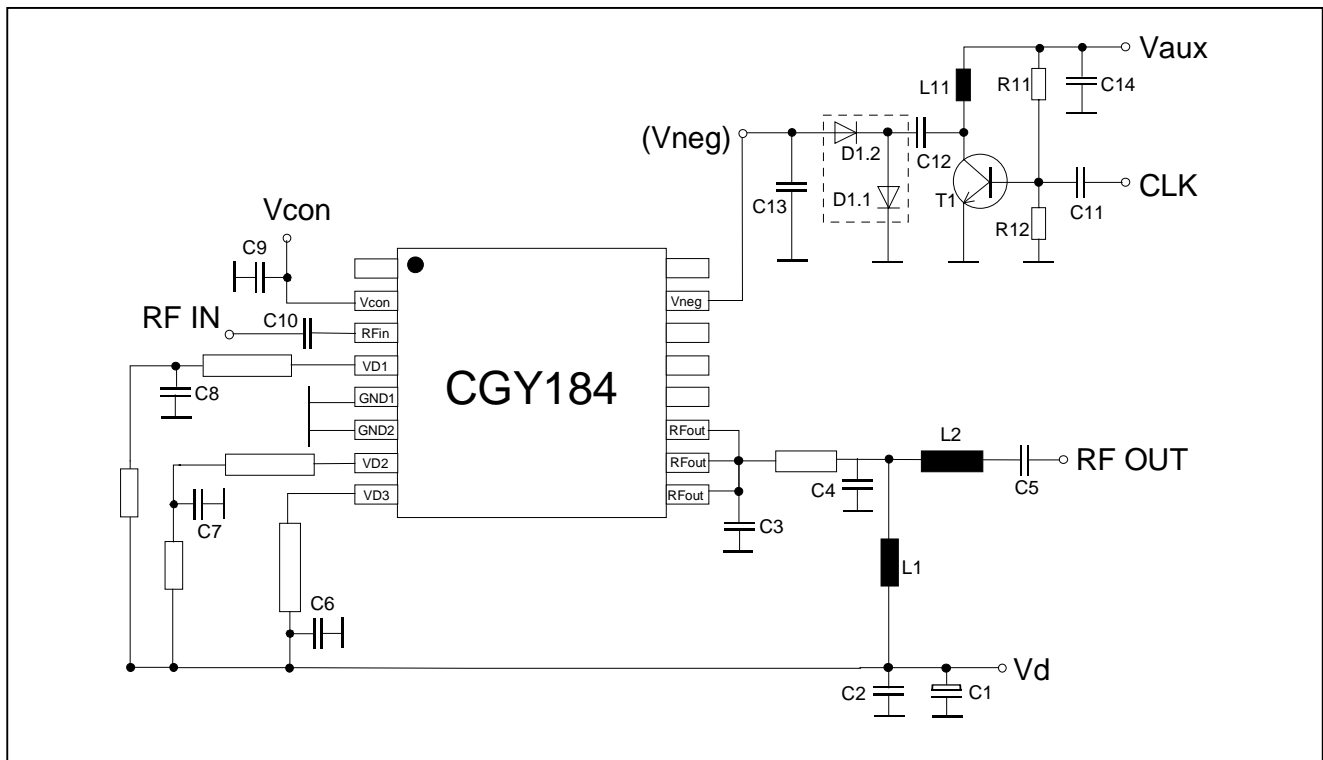 Vaux
L11
R11
C14
(Vneg)
D1.2
C12
CLK
D1.1
T1
C11
C13
R12
Vcon
C9
Vcon
Vneg
RF IN
C10
RFin
VD1
C8
CGY184
GND1
GND2
RFout
L2
VD2
RFout
RF OUT
C4
C5
VD3
RFout
C7
C3
L1
C6
Vd
C2
C1